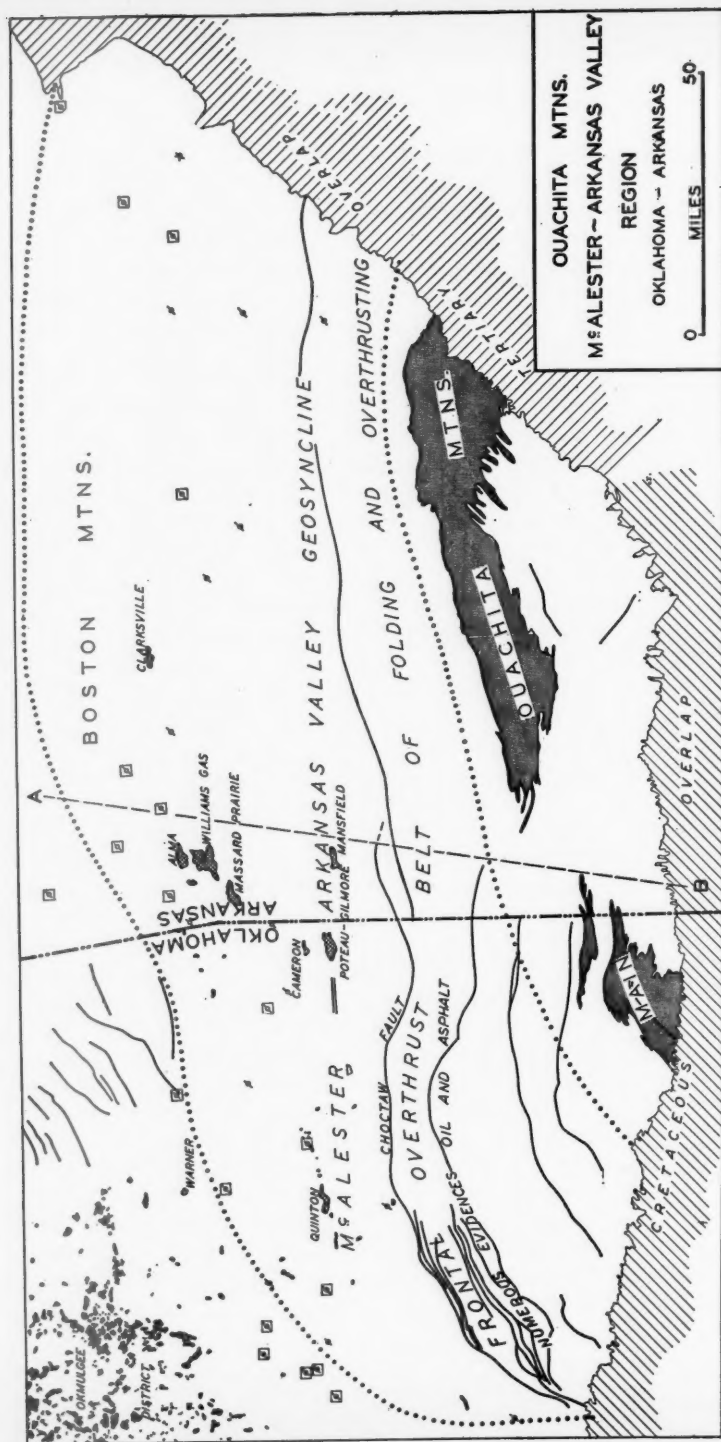 OUACHITA MTNS.
McALESTER-ARKANSAS VALLEY
REGION
OKLAHOMA - ARKANSAS
0 MILES 50
BOSTON MTNS.
A
CLARKSVILLE
ALMA
WILLIAMS GAS
MASSARD PRAIRIE
ARKANSAS
OKLAHOMA
WARNER
OKMULGEE
DISTRICT
CAMERON
POTEAU-GILMORE
MANSFIELD
QUINTON
McALESTER
ARKANSAS VALLEY GEOSYNCLINE
CHOCTAW FAULT
FRONTAL OVERTHRUST
BELT OF FOLDING AND OVERTHRUSTING
NUMEROUS EVIDENCES OIL AND ASPHALT
OUACHITA MTNS.
MAIN
B
TERTIARY OVERLAP
CRETACEOUS OVERLAP